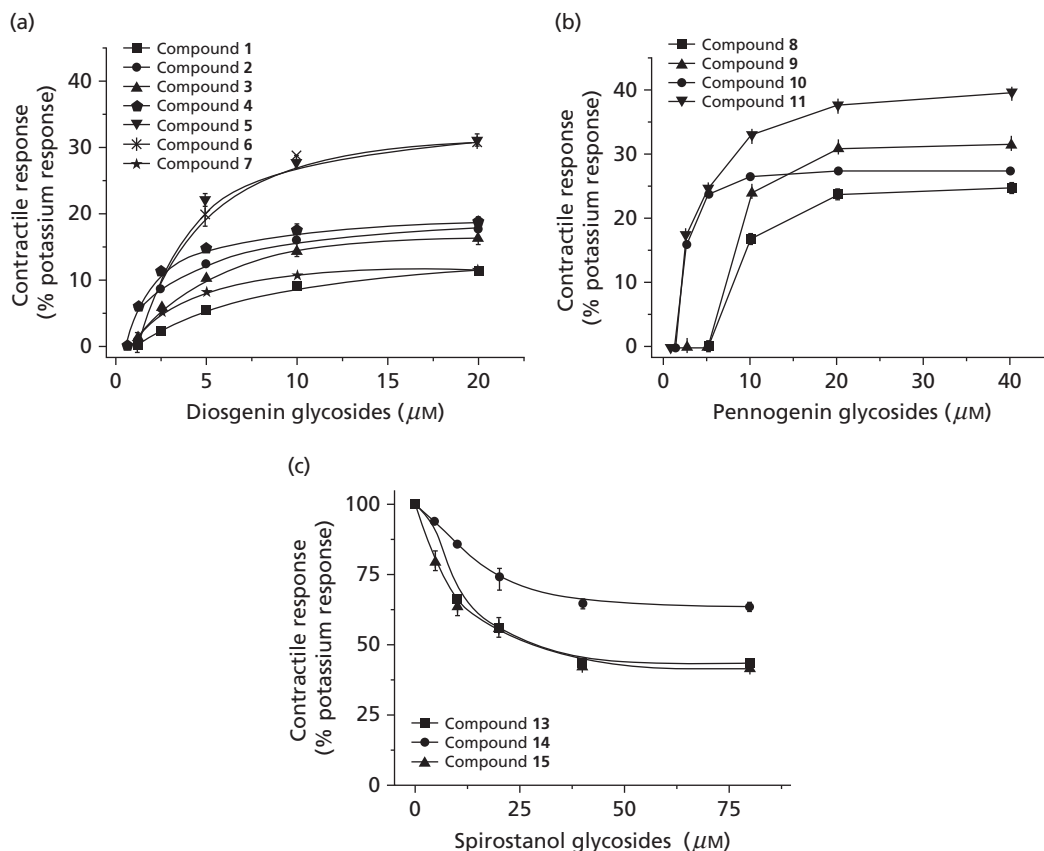 (a)
Compound 1
Compound 2
Compound 3
Compound 4
Compound 5
Compound 6
Compound 7
40
30
20
10
0
Contractile response
(% potassium response)
0 5 10 15 20
Diosgenin glycosides (μM)
(b)
Compound 8
Compound 9
Compound 10
Compound 11
40
30
20
10
0
Contractile response
(% potassium response)
0 10 20 30 40
Pennogenin glycosides (μM)
(c)
100
75
50
25
0
Contractile response
(% potassium response)
Compound 13
Compound 14
Compound 15
0 25 50 75
Spirostanol glycosides (μM)